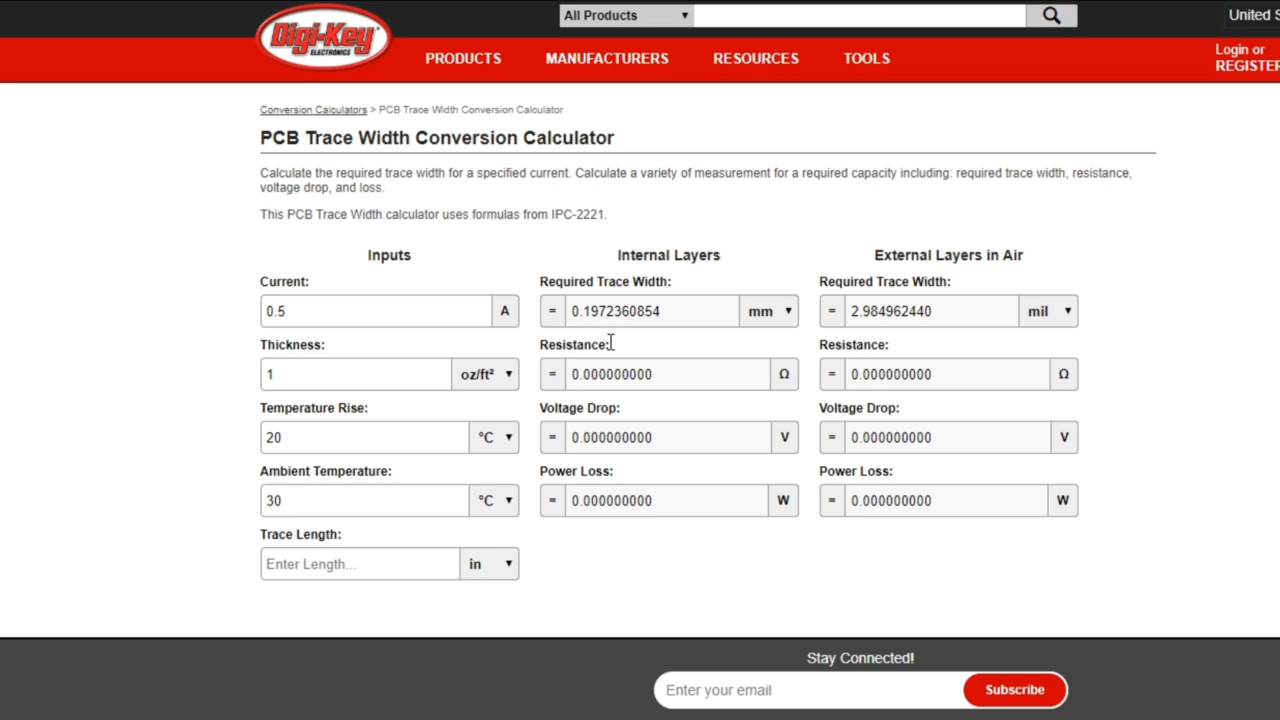 All Products
United S
Digi-Key
ELECTRONICS
PRODUCTS MANUFACTURERS RESOURCES TOOLS
Login or
REGISTER
Conversion Calculators > PCB Trace Width Conversion Calculator
PCB Trace Width Conversion Calculator
Calculate the required trace width for a specified current. Calculate a variety of measurement for a required capacity including: required trace width, resistance,
voltage drop, and loss.
This PCB Trace Width calculator uses formulas from IPC-2221.
Inputs Internal Layers External Layers in Air
Current: Required Trace Width: Required Trace Width:
0.5 A = 0.1972360854 mm = 2.984962440 mil
Thickness: Resistance: Resistance:
1 oz/ft² = 0.000000000 Ω = 0.000000000 Ω
Temperature Rise: Voltage Drop: Voltage Drop:
20 °C = 0.000000000 V = 0.000000000 V
Ambient Temperature: Power Loss: Power Loss:
30 °C = 0.000000000 W = 0.000000000 W
Trace Length:
Enter Length... in
Stay Connected!
Enter your email Subscribe